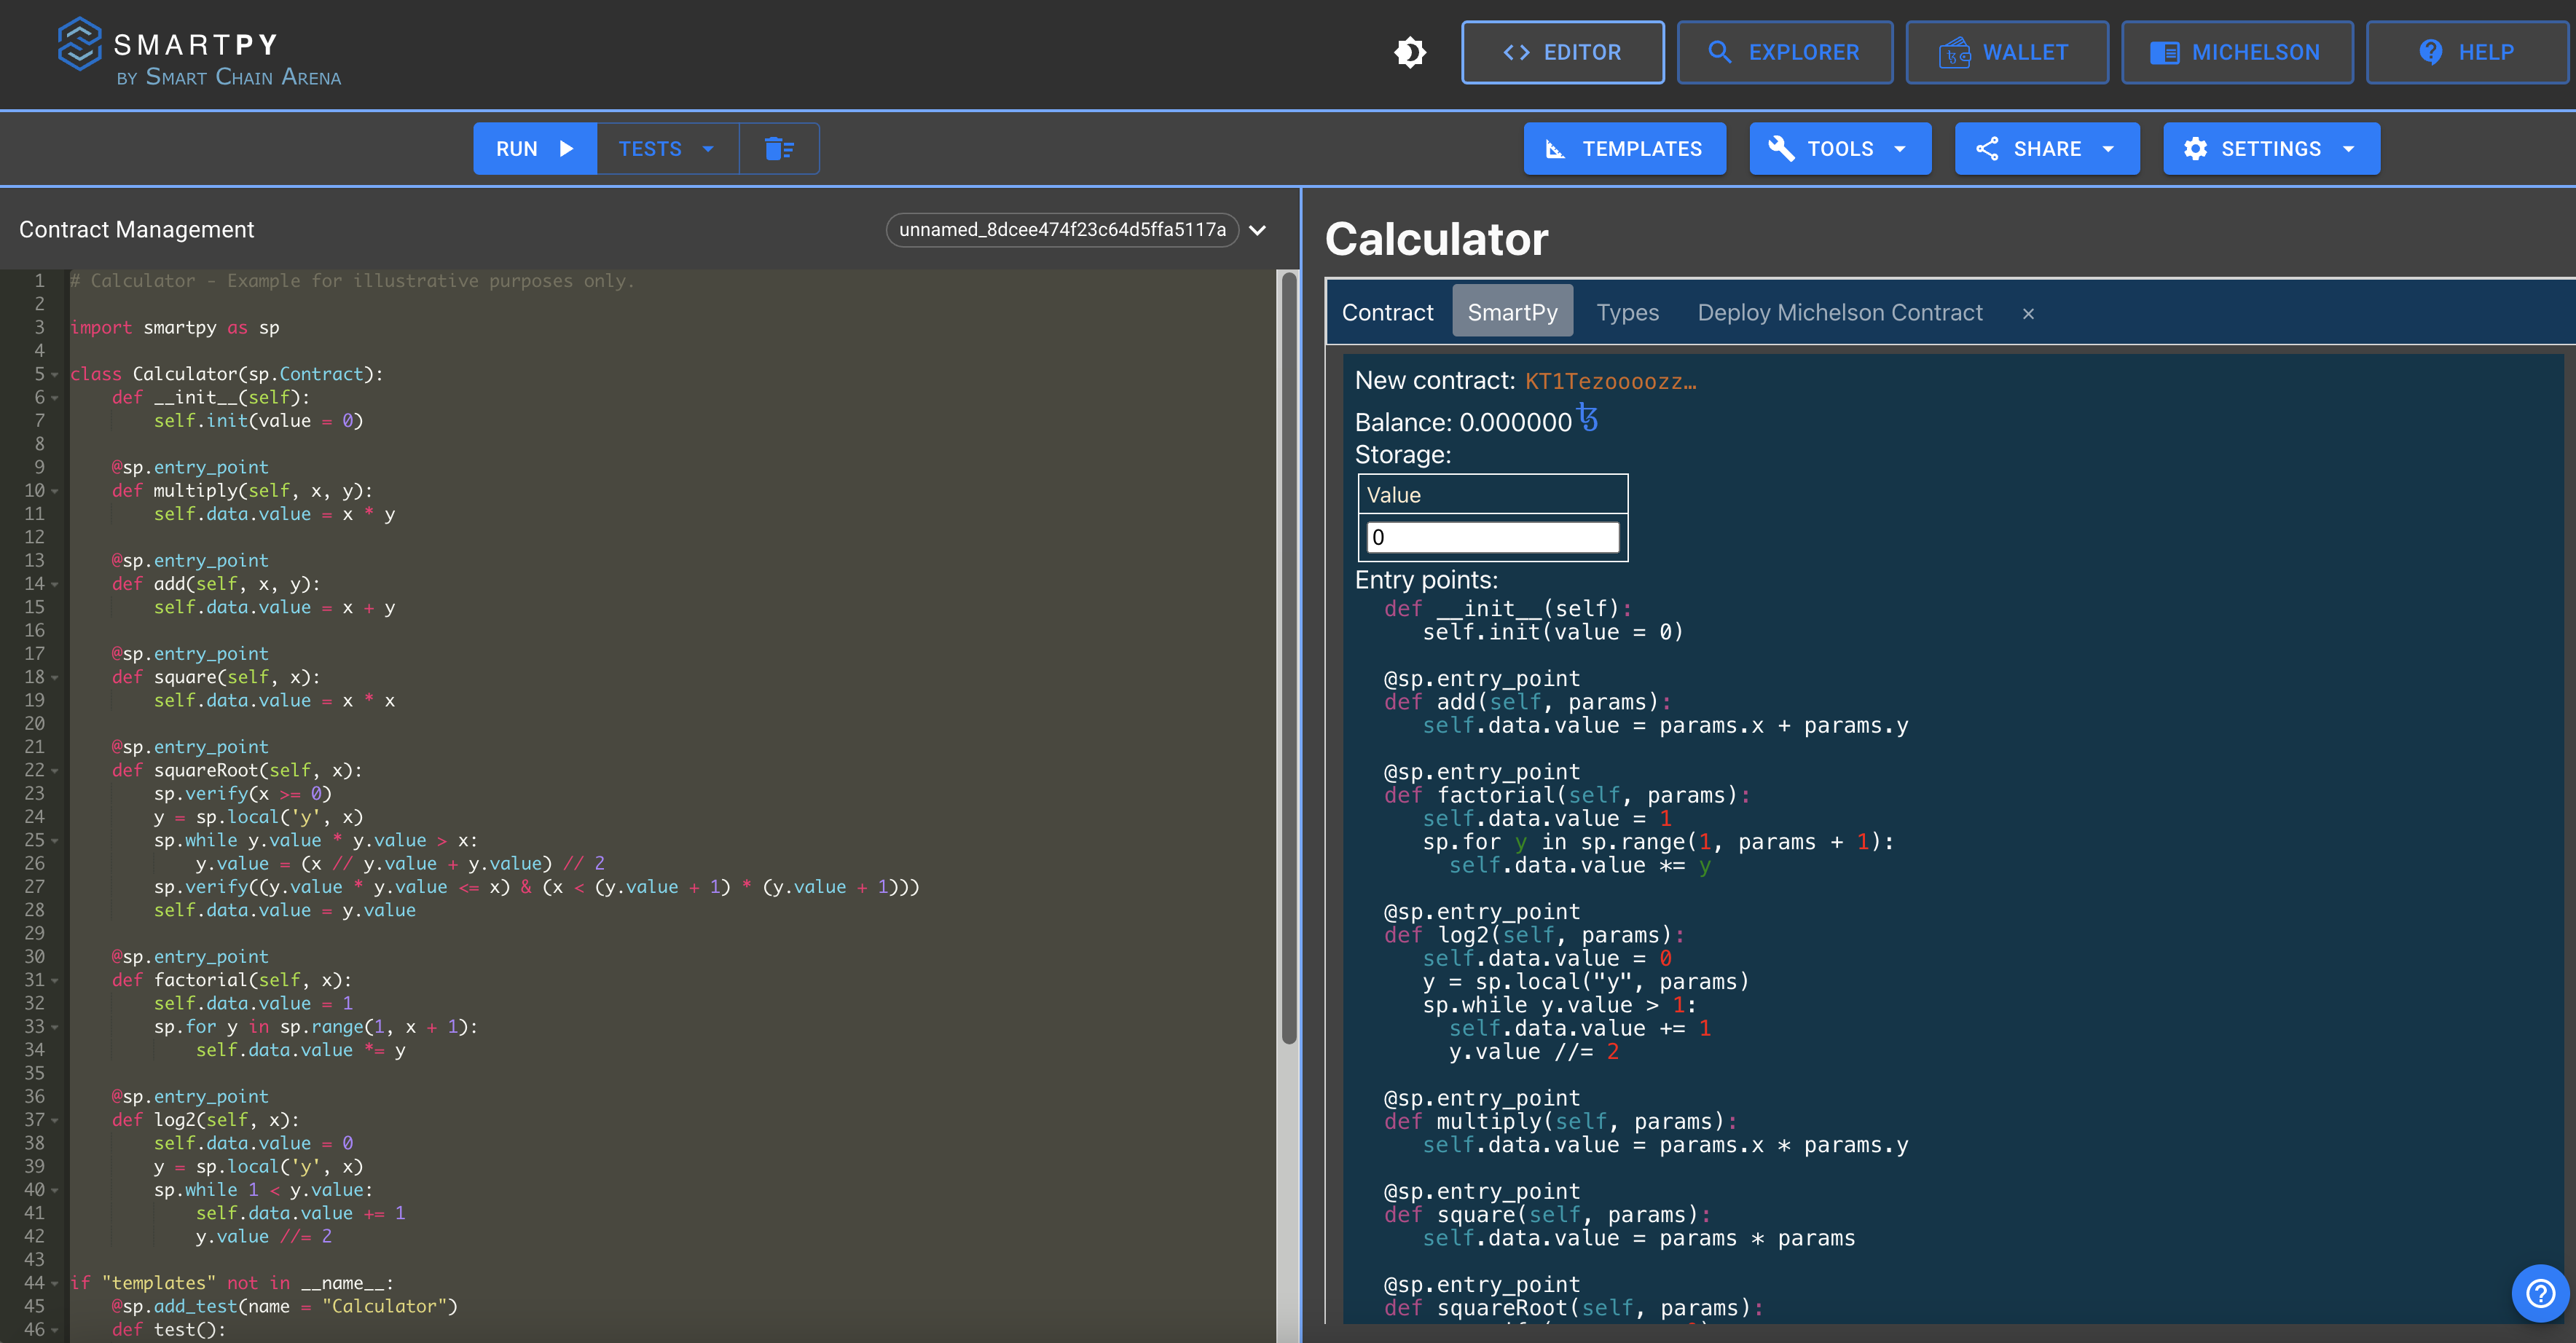 SMARTPY
BY SMART CHAIN ARENA
<> EDITOR
EXPLORER
WALLET
MICHELSON
HELP
RUN
TESTS
TEMPLATES
TOOLS
SHARE
SETTINGS
Contract Management
unnamed_8dcee474f23c64d5ffa5117a
1 # Calculator - Example for illustrative purposes only.
2
3 import smartpy as sp
4
5 class Calculator(sp.Contract):
6     def __init__(self):
7         self.init(value = 0)
8
9     @sp.entry_point
10     def multiply(self, x, y):
11         self.data.value = x * y
12
13     @sp.entry_point
14     def add(self, x, y):
15         self.data.value = x + y
16
17     @sp.entry_point
18     def square(self, x):
19         self.data.value = x * x
20
21     @sp.entry_point
22     def squareRoot(self, x):
23         sp.verify(x >= 0)
24         y = sp.local('y', x)
25         sp.while y.value * y.value > x:
26             y.value = (x // y.value + y.value) // 2
27         sp.verify((y.value * y.value <= x) & (x < (y.value + 1) * (y.value + 1)))
28         self.data.value = y.value
29
30     @sp.entry_point
31     def factorial(self, x):
32         self.data.value = 1
33         sp.for y in sp.range(1, x + 1):
34             self.data.value *= y
35
36     @sp.entry_point
37     def log2(self, x):
38         self.data.value = 0
39         y = sp.local('y', x)
40         sp.while 1 < y.value:
41             self.data.value += 1
42             y.value //= 2
43
44 if "templates" not in __name__:
45     @sp.add_test(name = "Calculator")
46     def test():
Calculator
Contract SmartPy Types Deploy Michelson Contract ×
New contract: KT1Tezoooozz…
Balance: 0.000000ꜩ
Storage:
Value
0
Entry points:
def __init__(self):
self.init(value = 0)
@sp.entry_point
def add(self, params):
self.data.value = params.x + params.y
@sp.entry_point
def factorial(self, params):
self.data.value = 1
sp.for y in sp.range(1, params + 1):
self.data.value *= y
@sp.entry_point
def log2(self, params):
self.data.value = 0
y = sp.local("y", params)
sp.while y.value > 1:
self.data.value += 1
y.value //= 2
@sp.entry_point
def multiply(self, params):
self.data.value = params.x * params.y
@sp.entry_point
def square(self, params):
self.data.value = params * params
@sp.entry_point
def squareRoot(self, params):